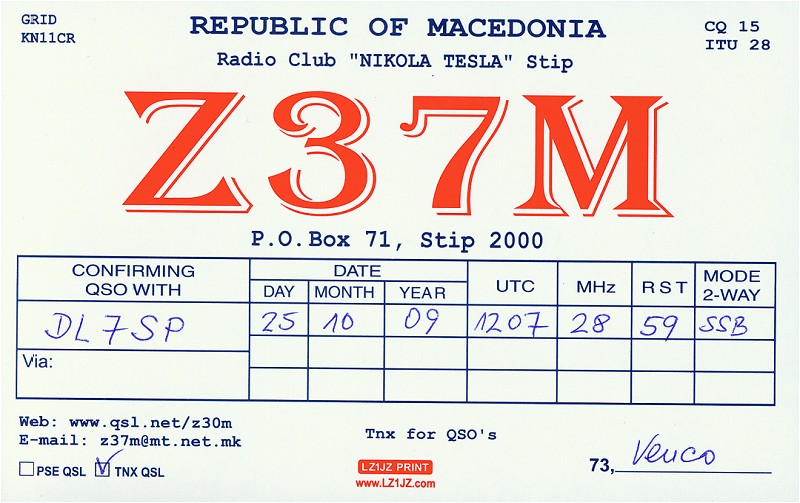 GRID
KN11CR
REPUBLIC OF MACEDONIA
CQ 15
ITU 28
Radio Club "NIKOLA TESLA" Stip
Z37M
P.O.Box 71, Stip 2000
CONFIRMING QSO WITH
DATE
DAY MONTH YEAR
UTC
MHz
RST
MODE 2-WAY
DL7SP 25 10 09 1207 28 59 SSB
Via:
Web: www.qsl.net/z30m
E-mail: z37m@mt.net.mk
Tnx for QSO's
PSE QSL TNX QSL
LZ1JZ PRINT
www.LZ1JZ.com
73, Venco